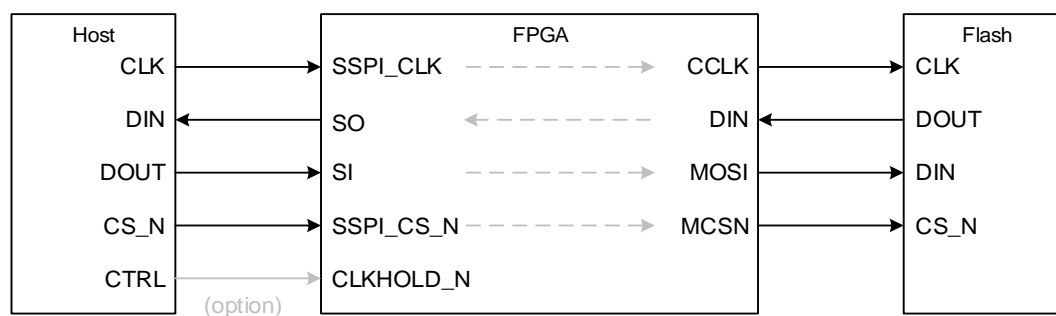 Host FPGA Flash
CLK SSPI_CLK CCLK CLK
DIN SO DIN DOUT
DOUT SI MOSI DIN
CS_N SSPI_CS_N MCSN CS_N
CTRL CLKHOLD_N
(option)